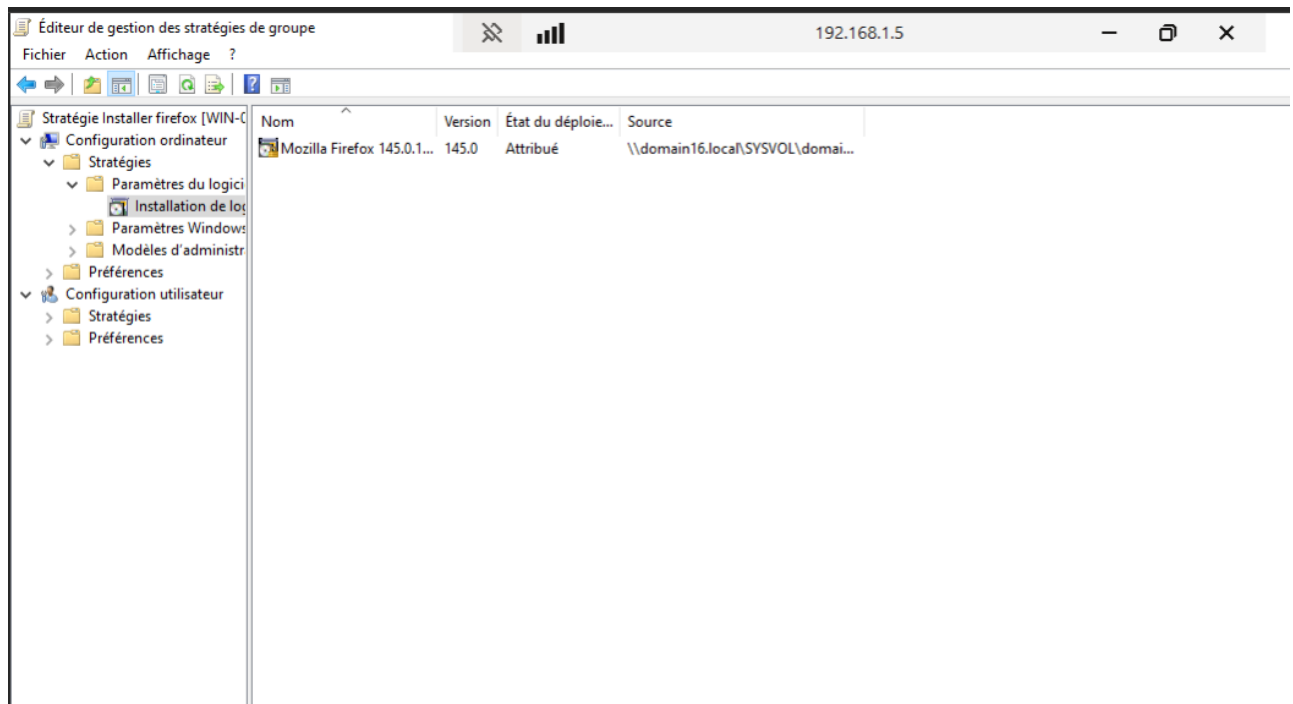 Éditeur de gestion des stratégies de groupe
192.168.1.5
Fichier Action Affichage ?
Stratégie Installer firefox [WIN-
Configuration ordinateur
Stratégies
Paramètres du logici
Installation de log
Paramètres Windows
Modèles d'administr
Préférences
Configuration utilisateur
Stratégies
Préférences
Nom Version État du déploie... Source
Mozilla Firefox 145.0.1... 145.0 Attribué \\domain16.local\SYSVOL\domai...